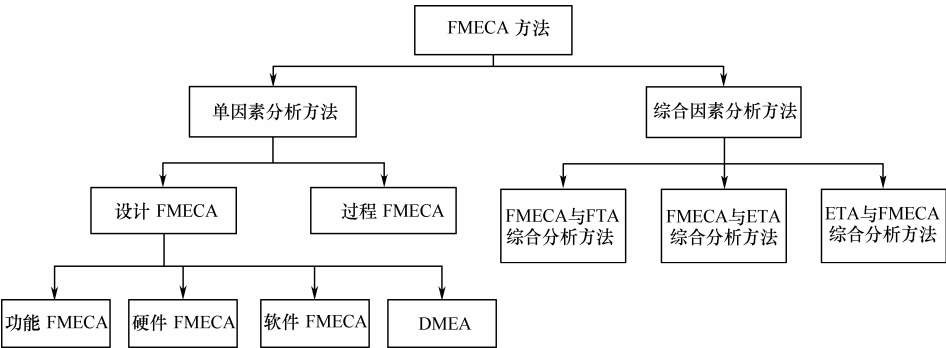 FMECA 方法
单因素分析方法
综合因素分析方法
设计 FMECA
过程 FMECA
FMECA与FTA
综合分析方法
FMECA与ETA
综合分析方法
ETA与FMECA
综合分析方法
功能 FMECA
硬件 FMECA
软件 FMECA
DMEA